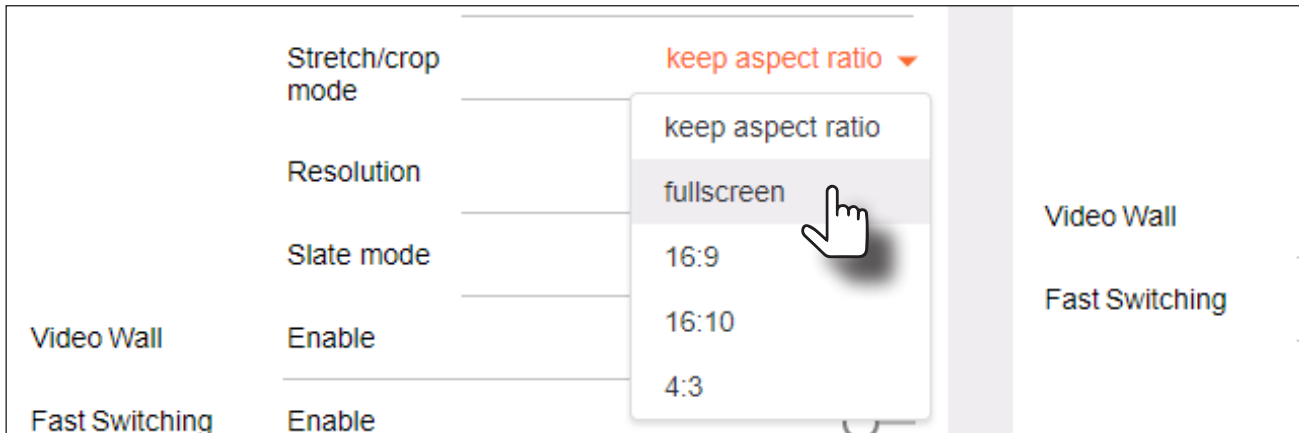 Stretch/crop
mode
keep aspect ratio
keep aspect ratio
Resolution
fullscreen
Slate mode
16:9
16:10
Video Wall
Enable
4:3
Fast Switching
Enable
Video Wall
Fast Switching